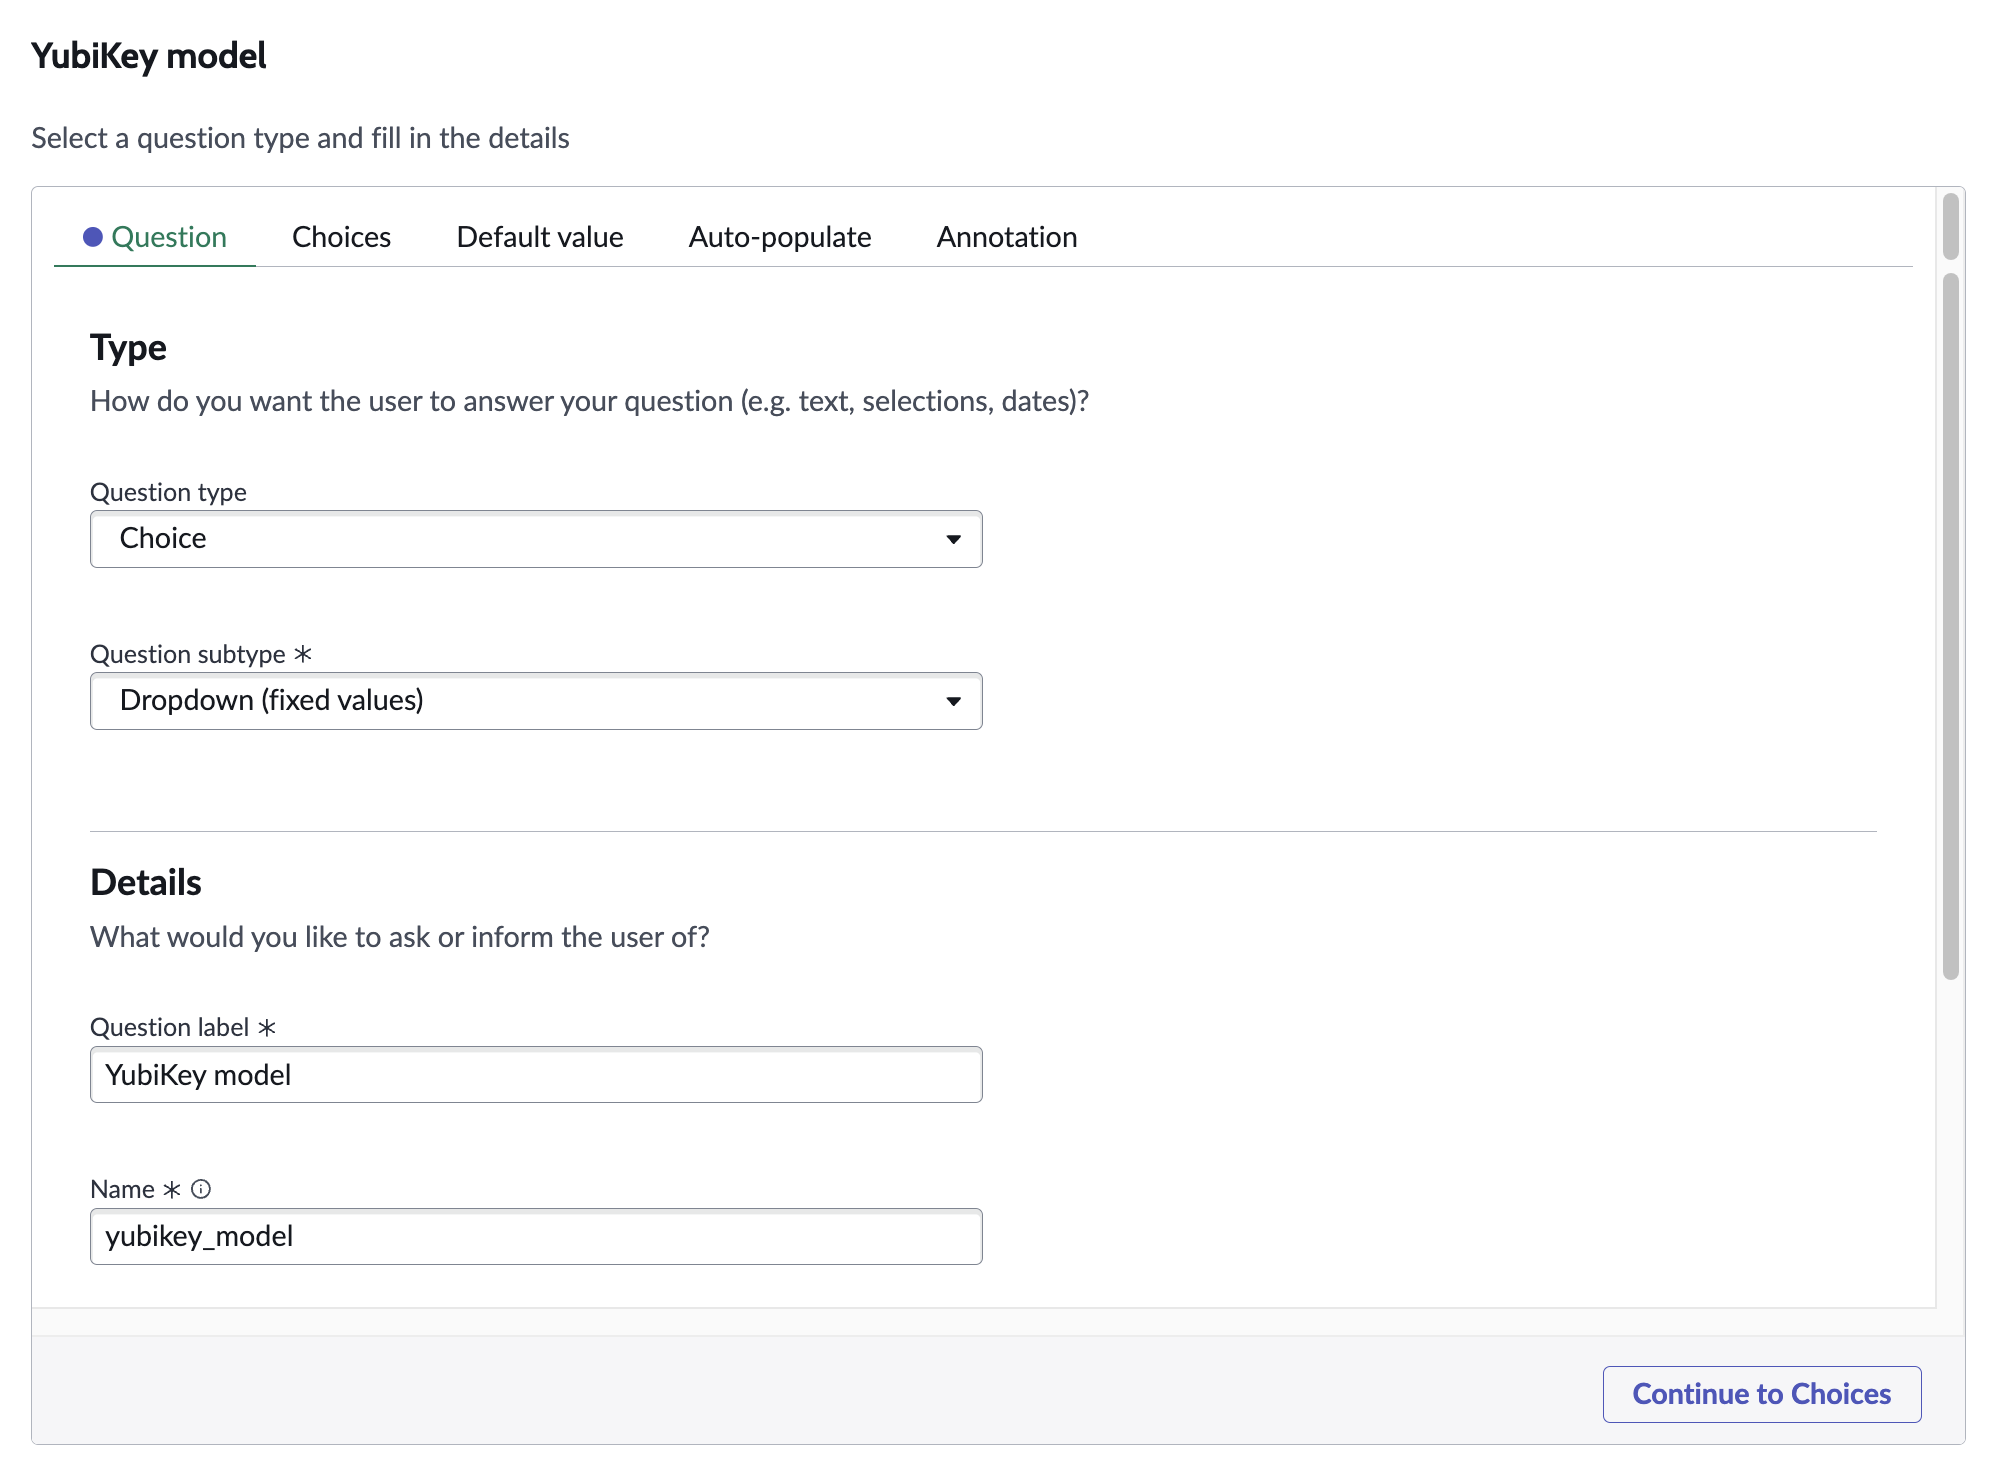 YubiKey model
Select a question type and fill in the details
Question Choices Default value Auto-populate Annotation
Type
How do you want the user to answer your question (e.g. text, selections, dates)?
Question type
Choice
Question subtype *
Dropdown (fixed values)
Details
What would you like to ask or inform the user of?
Question label *
YubiKey model
Name *
yubikey_model
Continue to Choices